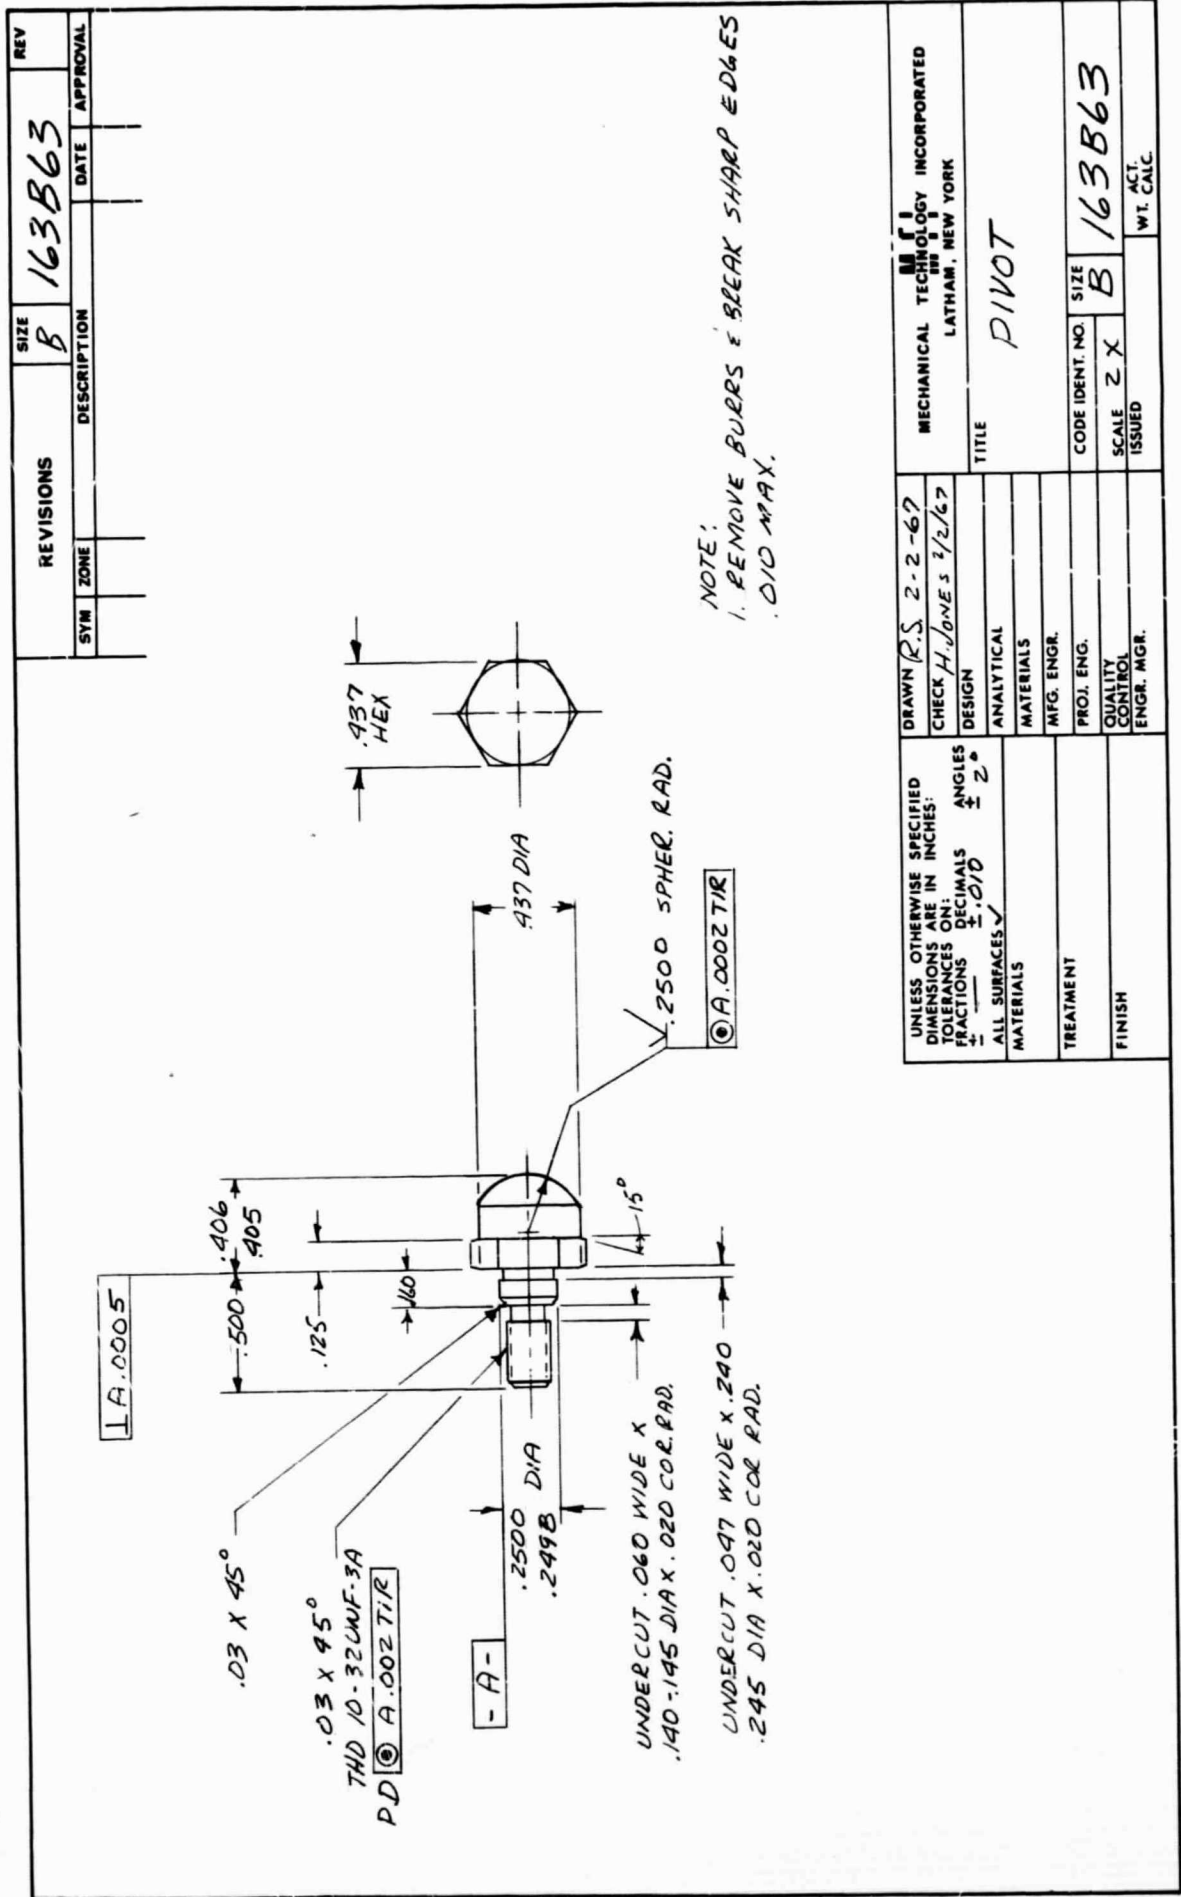 REVISIONS
SIZE
B
163B63
REV
SYM
ZONE
DESCRIPTION
DATE
APPROVAL
⊥ A .0005
.500
.406
.405
.125
.160
.03 X 45°
.03 X 45°
THD 10-32UNF-3A
PD ◎ A .002 TIR
- A -
.2500 DIA
.2498
UNDERCUT .060 WIDE X
.140-.145 DIA X .020 COR. RAD.
UNDERCUT .047 WIDE X .240
.245 DIA X .020 COR RAD.
15°
.437 DIA
.437
HEX
.2500 SPHER. RAD.
◎ A .0002 TIR
NOTE:
1. REMOVE BURRS & BREAK SHARP EDGES
.010 MAX.
UNLESS OTHERWISE SPECIFIED
DIMENSIONS ARE IN INCHES:
TOLERANCES ON:
FRACTIONS DECIMALS ANGLES
± — ± .010 ± 2°
ALL SURFACES √
MATERIALS
TREATMENT
FINISH
DRAWN R.S. 2-2-67
CHECK H. JONES 2/2/67
DESIGN
ANALYTICAL
MATERIALS
MFG. ENGR.
PROJ. ENG.
QUALITY
CONTROL
ENGR. MGR.
MTI
MECHANICAL TECHNOLOGY INCORPORATED
LATHAM, NEW YORK
TITLE
PIVOT
CODE IDENT. NO.
SIZE
B
163B63
SCALE 2 X
ISSUED
ACT.
WT. CALC.